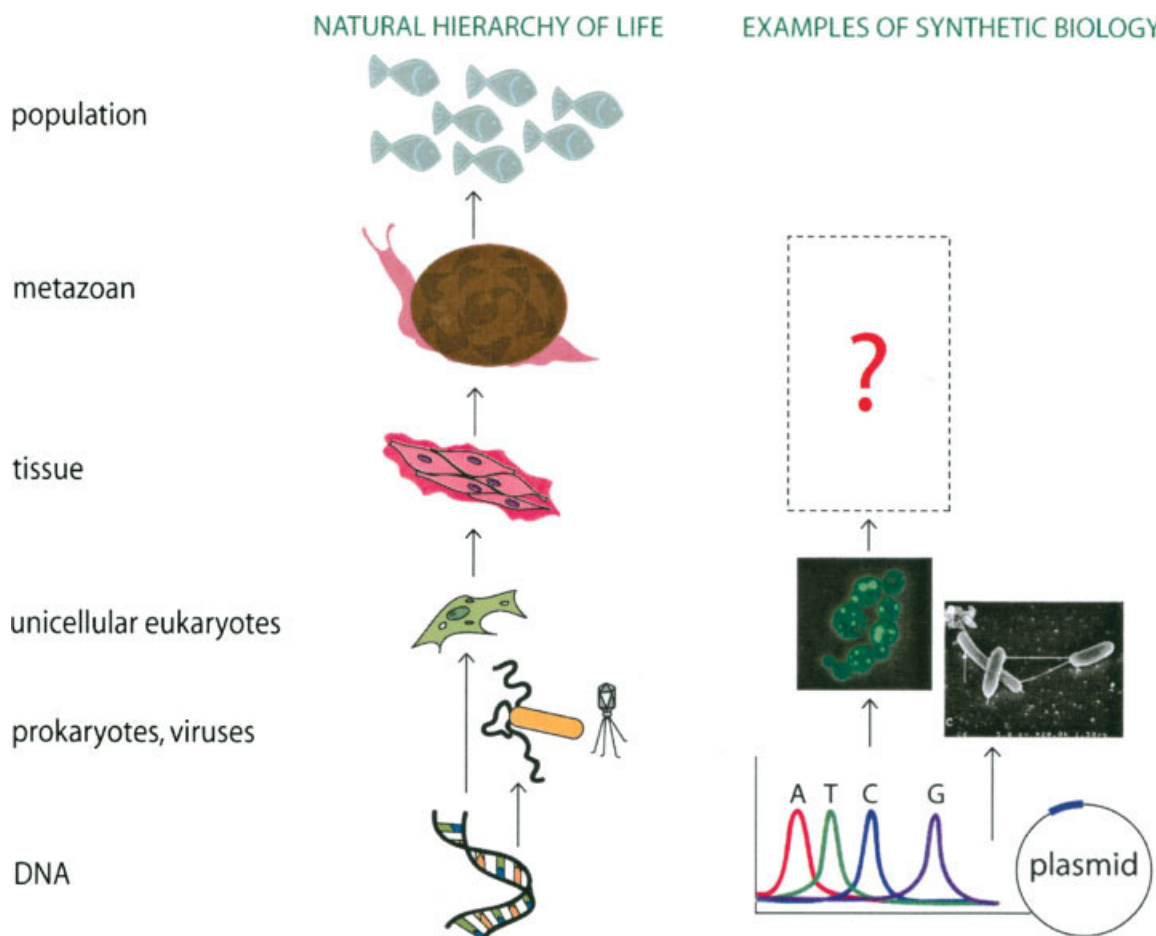 NATURAL HIERARCHY OF LIFE
EXAMPLES OF SYNTHETIC BIOLOGY
population
metazoan
?
tissue
unicellular eukaryotes
prokaryotes, viruses
C
A T C G
DNA
plasmid